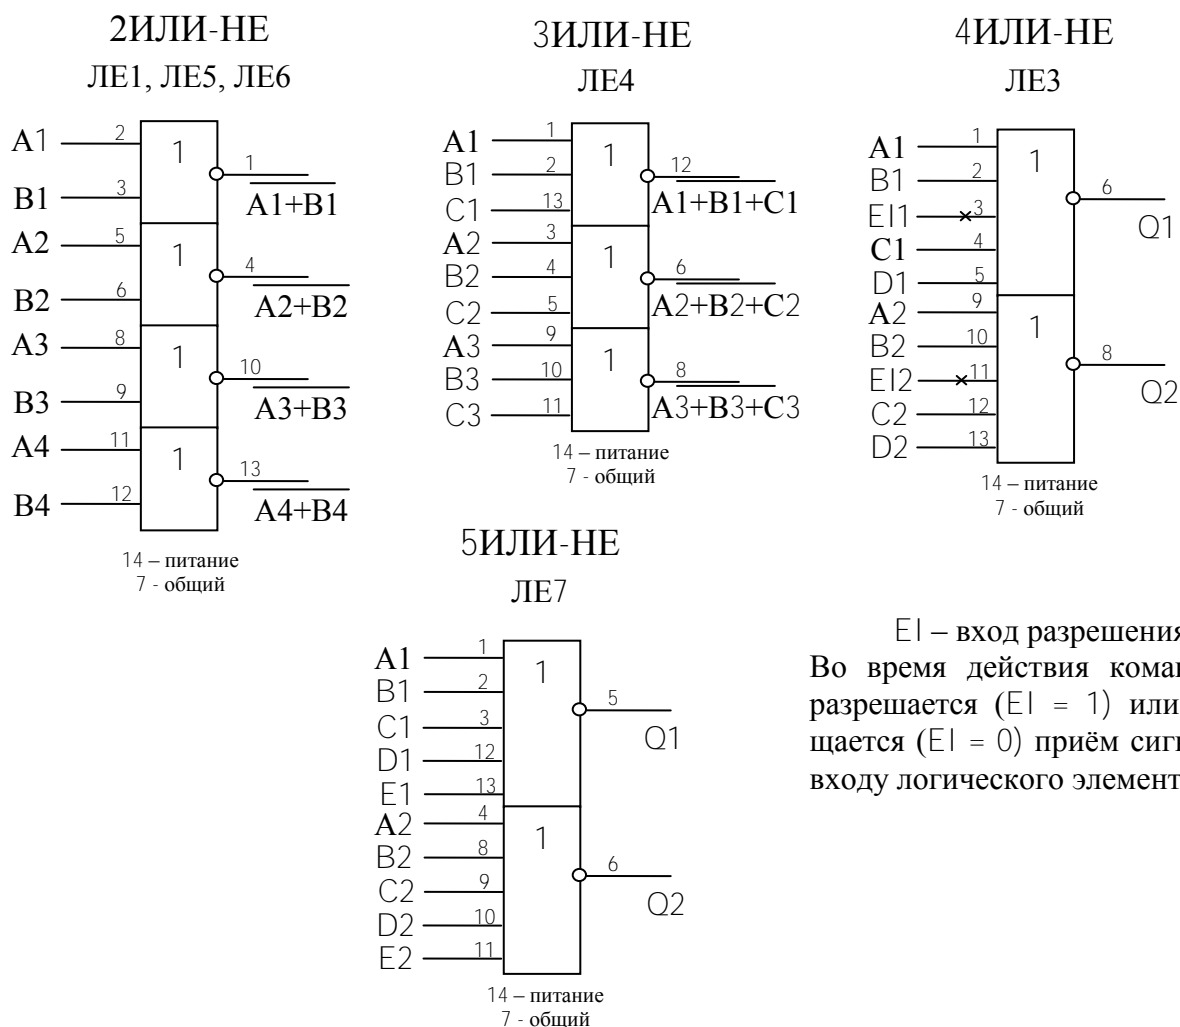 2ИЛИ-НЕ
ЛЕ1, ЛЕ5, ЛЕ6
A1 2 1 1
B1 3 A1+B1
A2 5 1 4
B2 6 A2+B2
A3 8 1 10
B3 9 A3+B3
A4 11 1 13
B4 12 A4+B4
14 – питание
7 - общий
3ИЛИ-НЕ
ЛЕ4
A1 1 1 12
B1 2 A1+B1+C1
C1 13
A2 3 1 6
B2 4 A2+B2+C2
C2 5
A3 9 1 8
B3 10 A3+B3+C3
C3 11
14 – питание
7 - общий
4ИЛИ-НЕ
ЛЕ3
A1 1 1
B1 2 6
EI1 3 Q1
C1 4
D1 5
A2 9 1
B2 10 8
EI2 11 Q2
C2 12
D2 13
14 – питание
7 - общий
5ИЛИ-НЕ
ЛЕ7
A1 1 1
B1 2 5
C1 3 Q1
D1 12
E1 13
A2 4 1
B2 8 6
C2 9 Q2
D2 10
E2 11
14 – питание
7 - общий
EI – вход разрешения
Во время действия коман
разрешается (EI = 1) или
щается (EI = 0) приём сиг
входу логического элемент